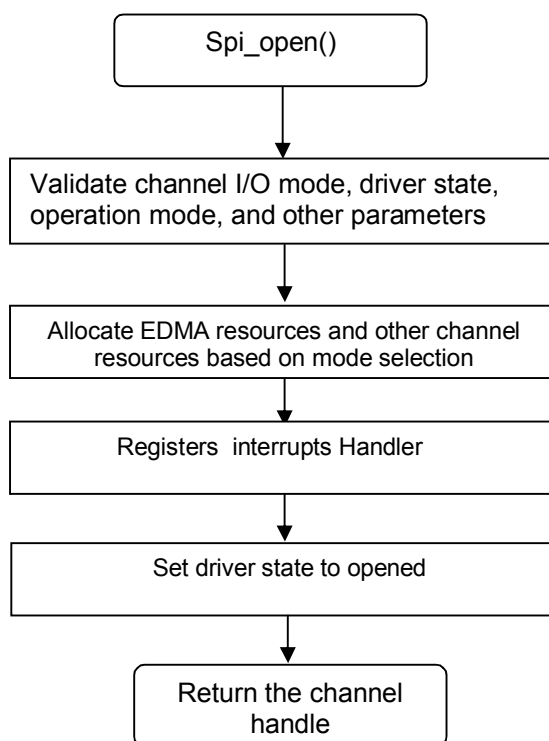 Spi_open()
Validate channel I/O mode, driver state,
operation mode, and other parameters
Allocate EDMA resources and other channel
resources based on mode selection
Registers  interrupts Handler
Set driver state to opened
Return the channel
handle